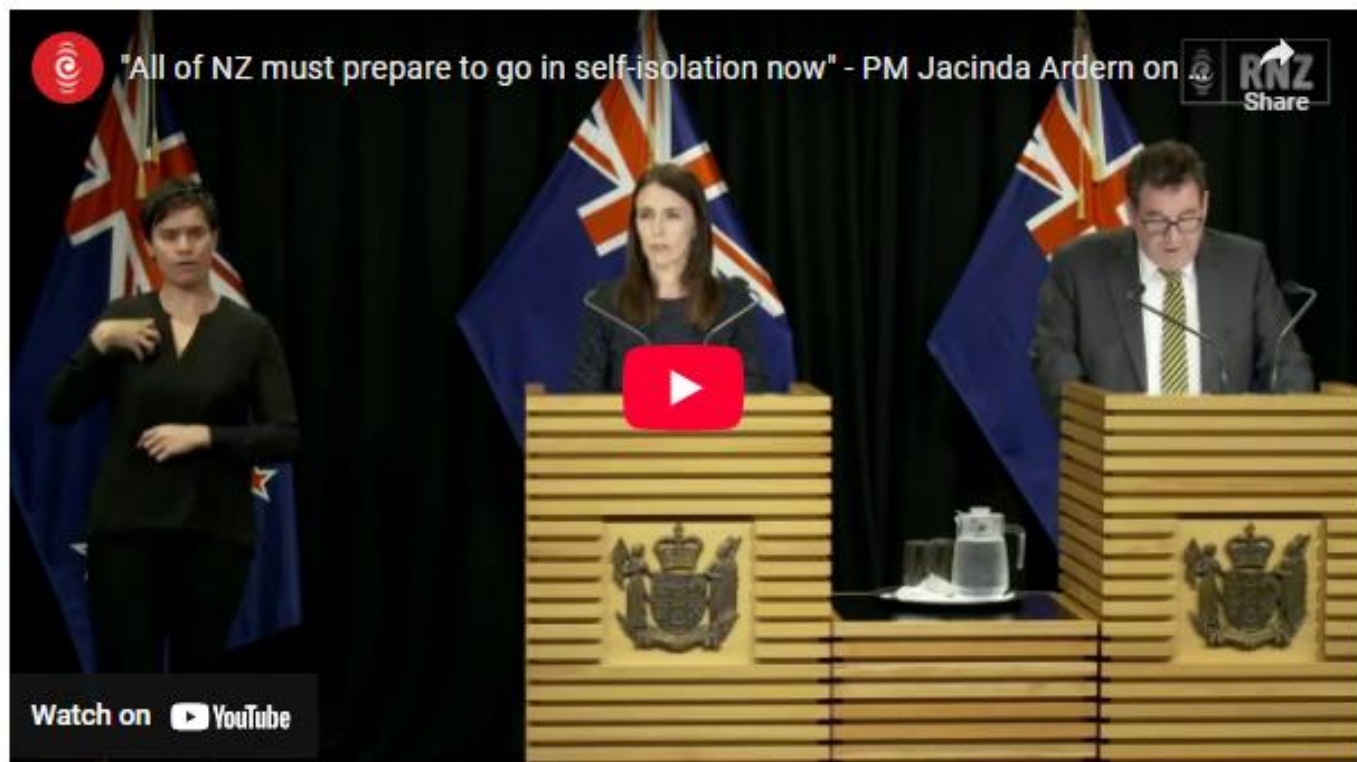 "All of NZ must prepare to go in self-isolation now" - PM Jacinda Ardern on ...
RNZ
Share
Watch on YouTube